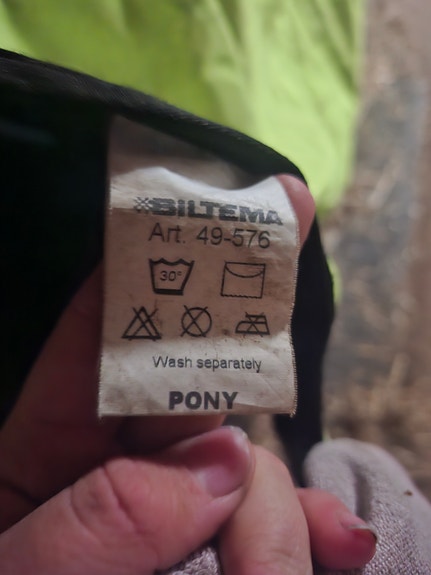 BILTEMA
Art. 49-576
30°
Wash separately
PONY